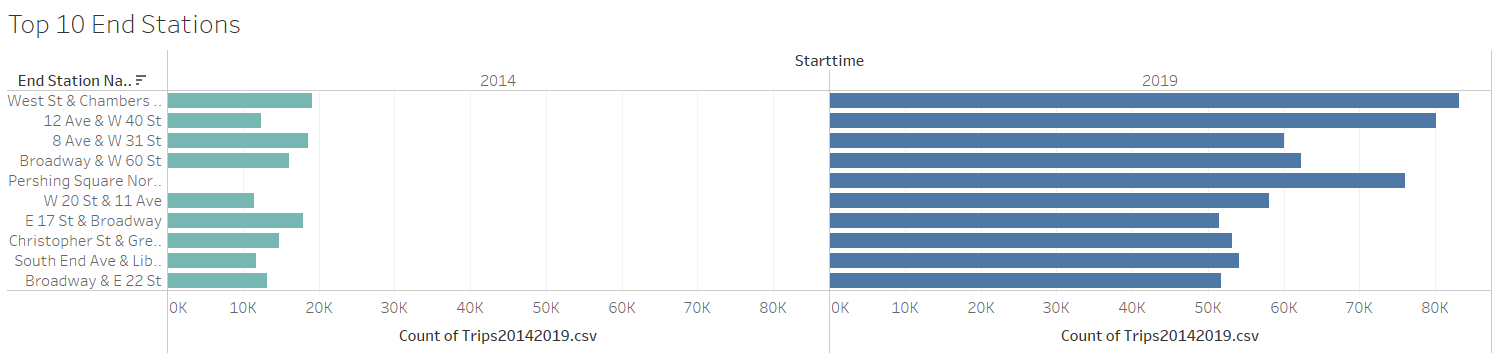 Top 10 End Stations
Starttime
End Station Na..
2014
2019
West St & Chambers ..
12 Ave & W 40 St
8 Ave & W 31 St
Broadway & W 60 St
Pershing Square Nor..
W 20 St & 11 Ave
E 17 St & Broadway
Christopher St & Gre..
South End Ave & Lib..
Broadway & E 22 St
0K 10K 20K 30K 40K 50K 60K 70K 80K
0K 10K 20K 30K 40K 50K 60K 70K 80K
Count of Trips20142019.csv
Count of Trips20142019.csv